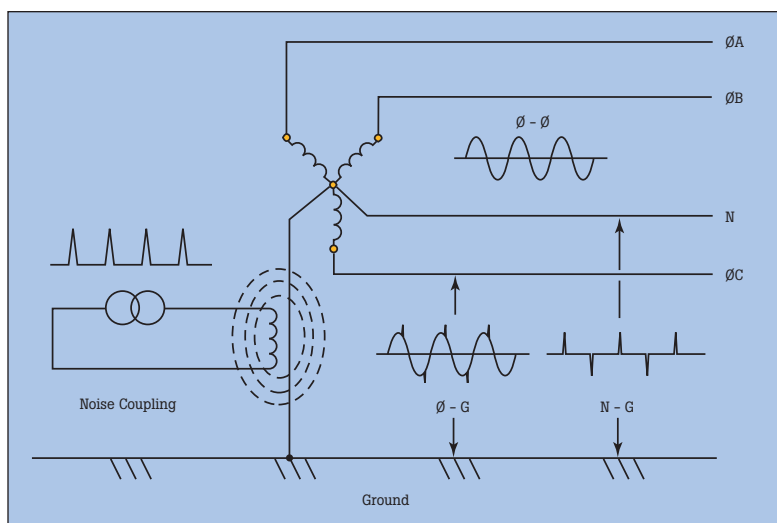 ØA
ØB
Ø – Ø
N
ØC
Noise Coupling
Ø – G
N – G
Ground